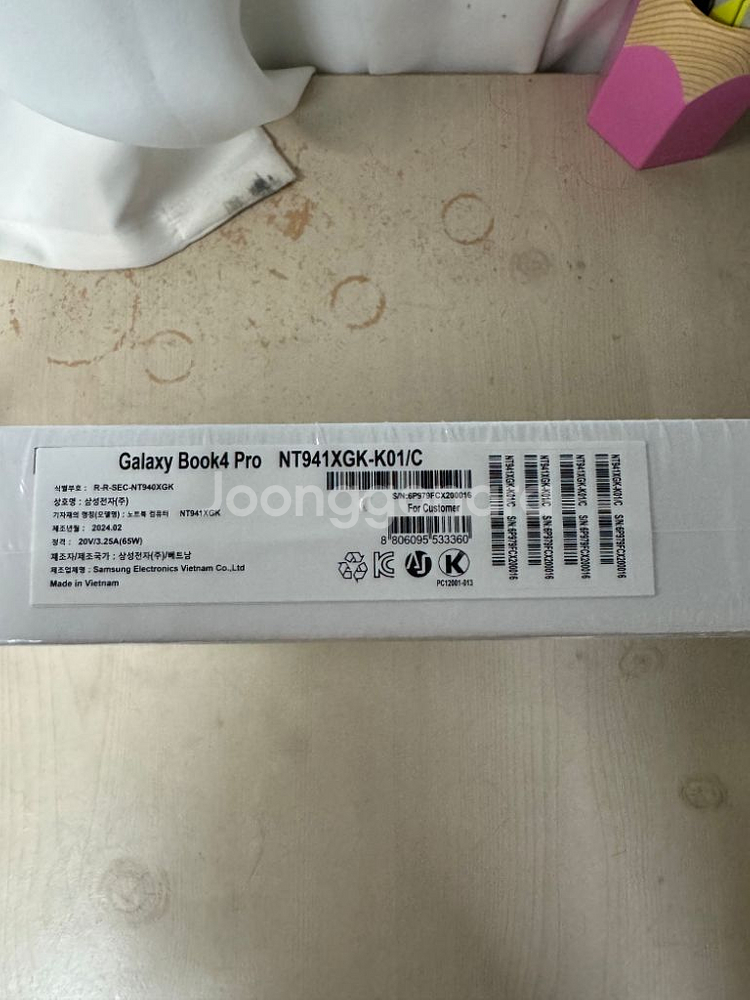 Galaxy Book4 Pro NT941XGK-K01/C
식별부호 : R-R-SEC-NT940XGK
상호명 : 삼성전자(주)
기자재의 명칭(모델명) : 노트북 컴퓨터 NT941XGK
제조년월 : 2024.02
정격 : 20V/3.25A(65W)
제조자/제조국가 : 삼성전자(주)/베트남
제조업체명 : Samsung Electronics Vietnam Co.,Ltd
Made in Vietnam
S/N:6P979FCX200016
For Customer
8 806095 533360
PC12001-013
NT941XGK-K01/C S/N:6P979FCX200016
NT941XGK-K01/C S/N:6P979FCX200016
NT941XGK-K01/C S/N:6P979FCX200016
NT941XGK-K01/C S/N:6P979FCX200016